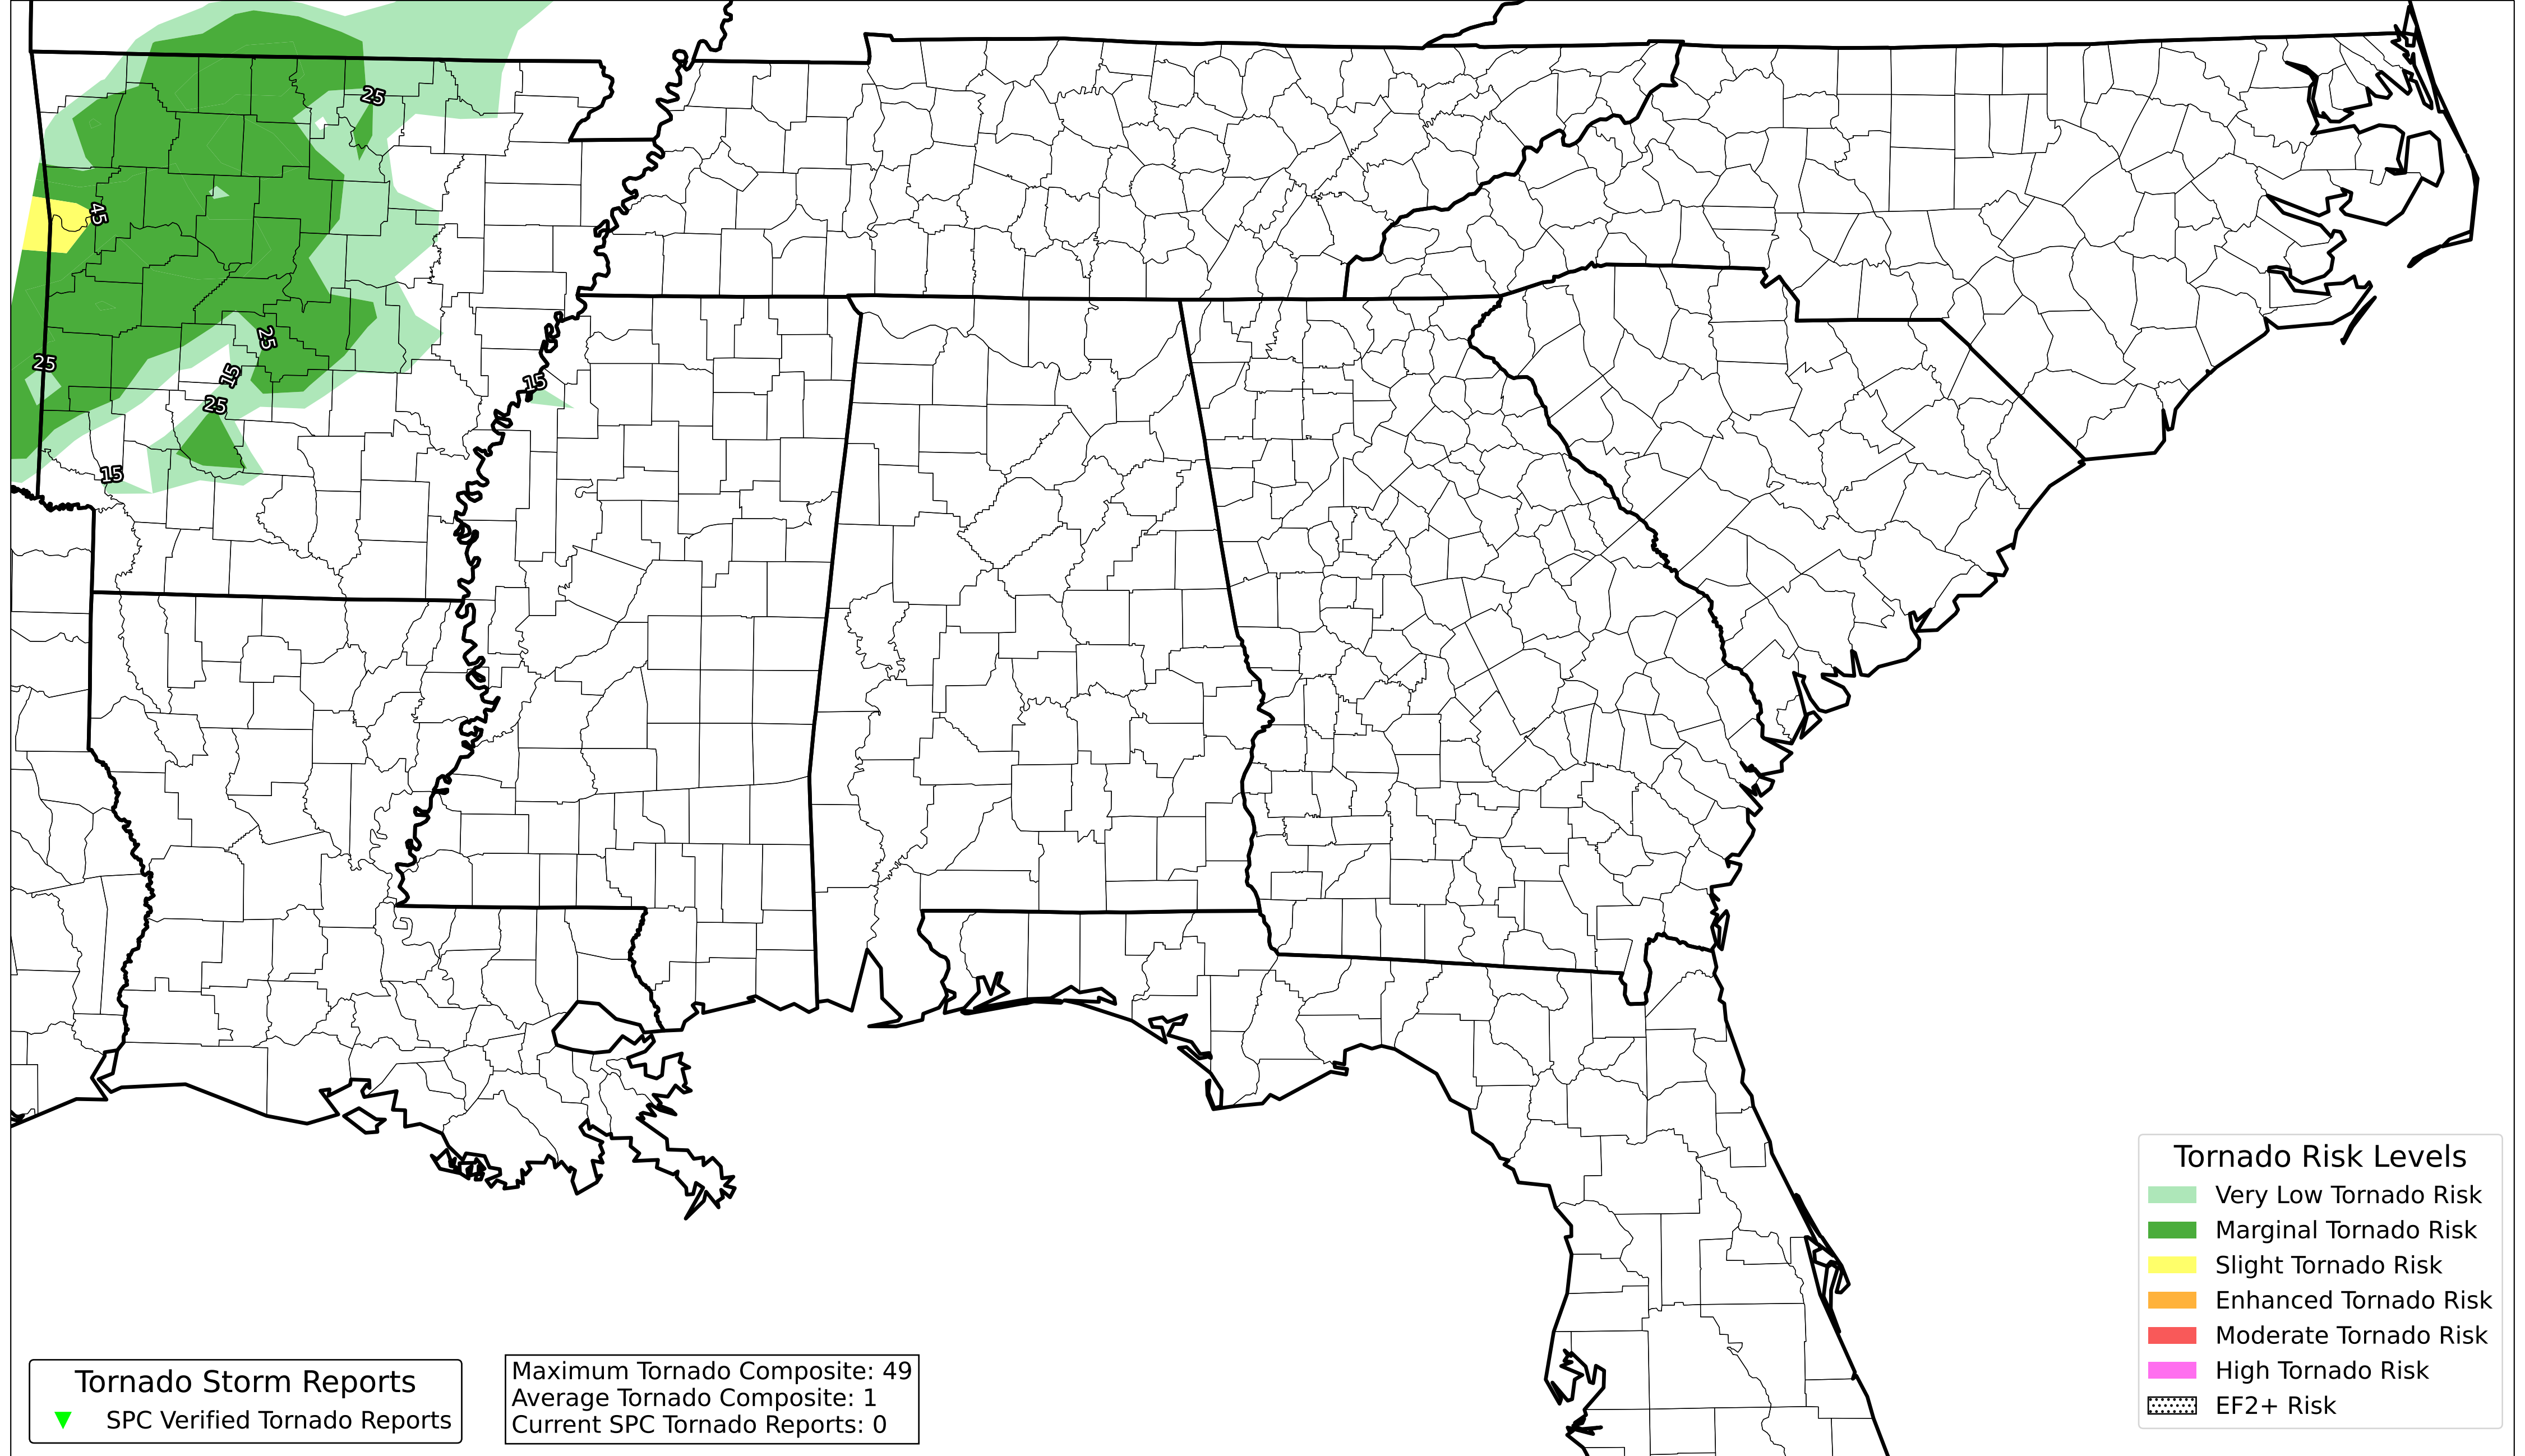 25
45
25
25
15
15
25
15
Tornado Risk Levels
Very Low Tornado Risk
Marginal Tornado Risk
Slight Tornado Risk
Enhanced Tornado Risk
Moderate Tornado Risk
High Tornado Risk
EF2+ Risk
Tornado Storm Reports
SPC Verified Tornado Reports
Maximum Tornado Composite: 49
Average Tornado Composite: 1
Current SPC Tornado Reports: 0